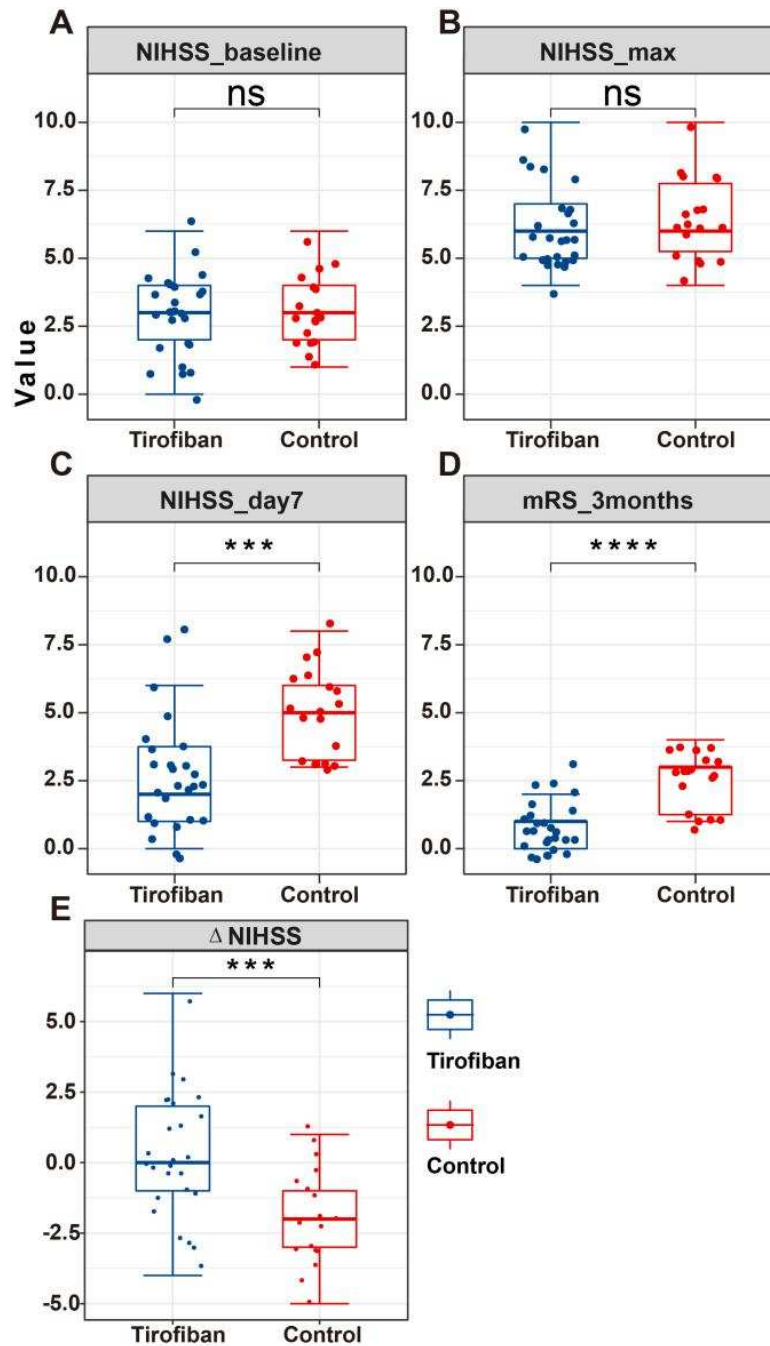 A
NIHSS_baseline
ns
10.0
7.5
5.0
2.5
0.0
Value
Tirofiban Control
B
NIHSS_max
ns
10.0
7.5
5.0
2.5
0.0
Tirofiban Control
C
NIHSS_day7
***
10.0
7.5
5.0
2.5
0.0
Tirofiban Control
D
mRS_3months
****
10.0
7.5
5.0
2.5
0.0
Tirofiban Control
E
Δ NIHSS
***
5.0
2.5
0.0
-2.5
-5.0
Tirofiban Control
Tirofiban
Control